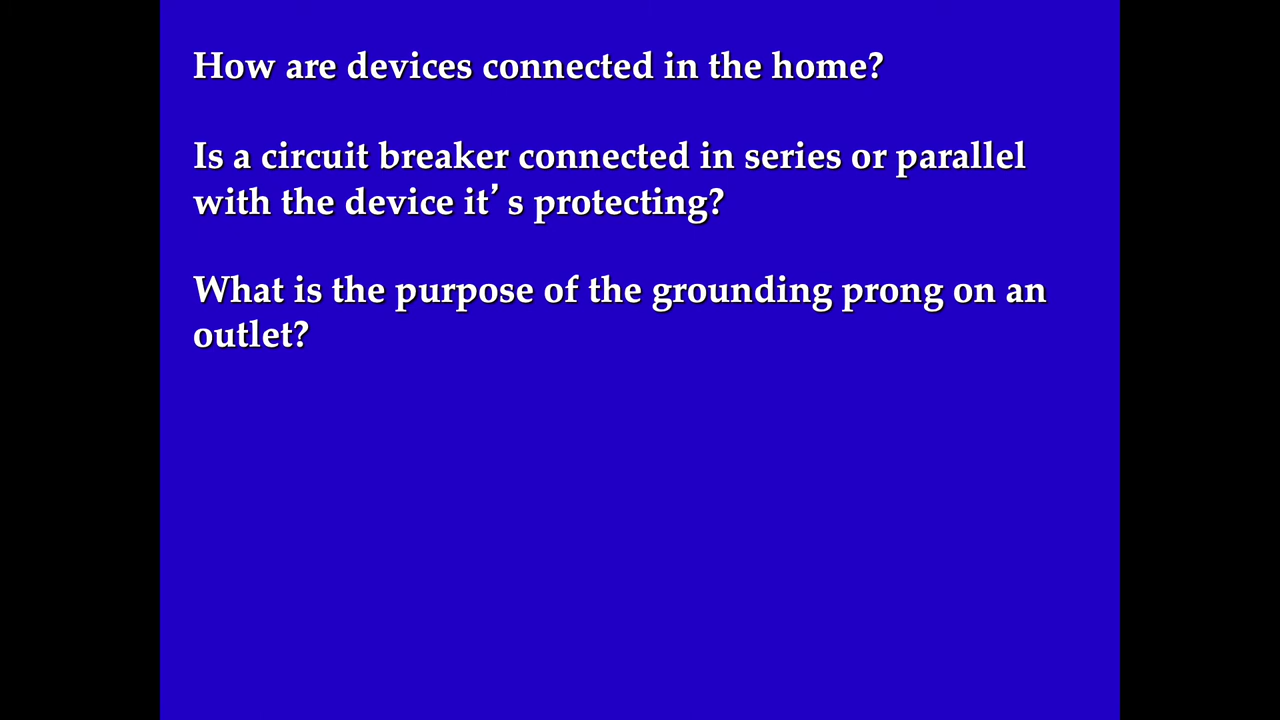 How are devices connected in the home?
Is a circuit breaker connected in series or parallel
with the device it’ s protecting?
What is the purpose of the grounding prong on an
outlet?